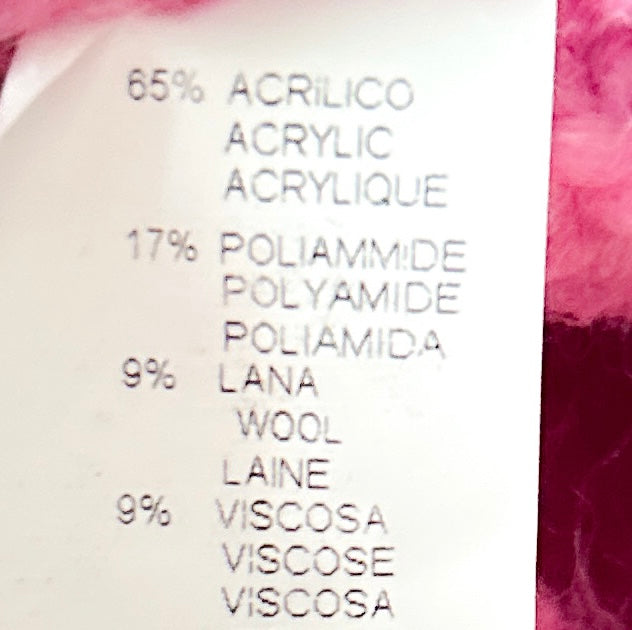 65% ACRILICO
ACRYLIC
ACRYLIQUE
17% POLIAMMIDE
POLYAMIDE
POLIAMIDA
9% LANA
WOOL
LAINE
9% VISCOSA
VISCOSE
VISCOSA